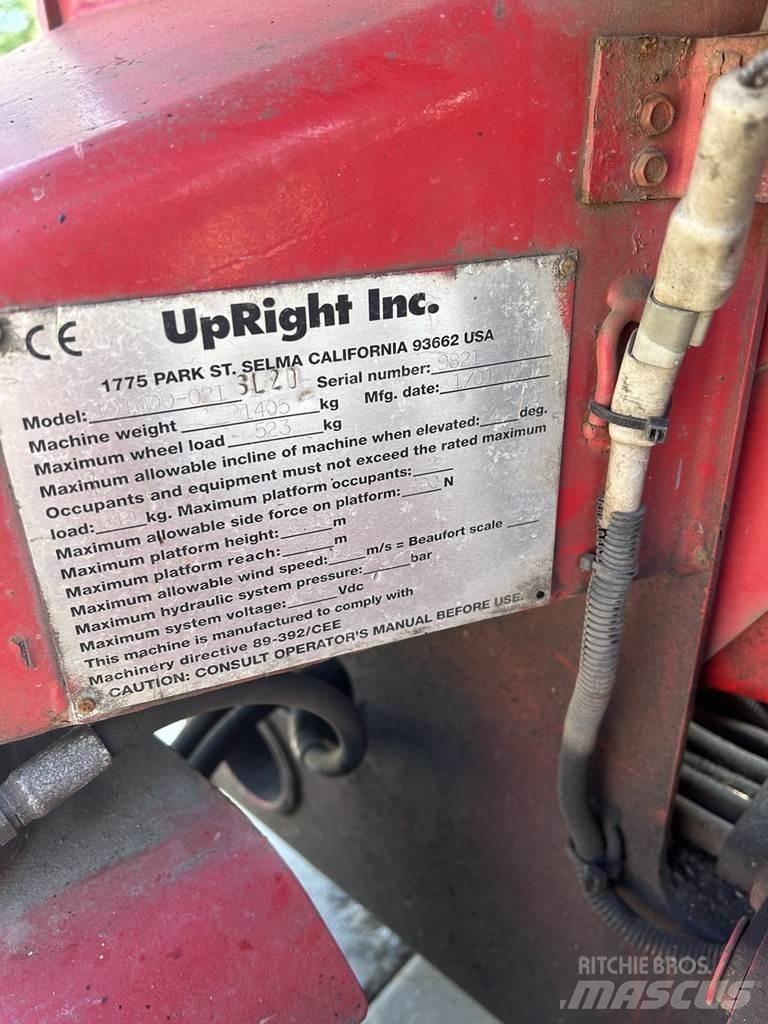 CE UpRight Inc.
1775 PARK ST. SELMA CALIFORNIA 93662 USA
Model: SL20 Serial number: 9821
Machine weight 1405 kg Mfg. date: 1/01
Maximum wheel load 523 kg
Maximum allowable incline of machine when elevated: deg.
Occupants and equipment must not exceed the rated maximum
load: kg. Maximum platform occupants:
Maximum allowable side force on platform: N
Maximum platform height: m
Maximum platform reach: m
Maximum allowable wind speed: m/s = Beaufort scale
Maximum hydraulic system pressure: bar
Maximum system voltage: Vdc
This machine is manufactured to comply with
Machinery directive 89-392/CEE
CAUTION: CONSULT OPERATOR'S MANUAL BEFORE USE.
RITCHIE BROS.
MASCUS